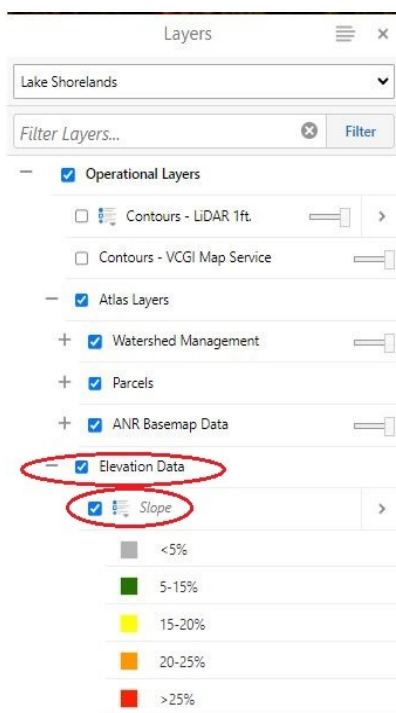 Layers
Lake Shorelands
Filter Layers...
Filter
Operational Layers
Contours - LiDAR 1ft.
Contours - VCGI Map Service
Atlas Layers
Watershed Management
Parcels
ANR Basemap Data
Elevation Data
Slope
<5%
5-15%
15-20%
20-25%
>25%